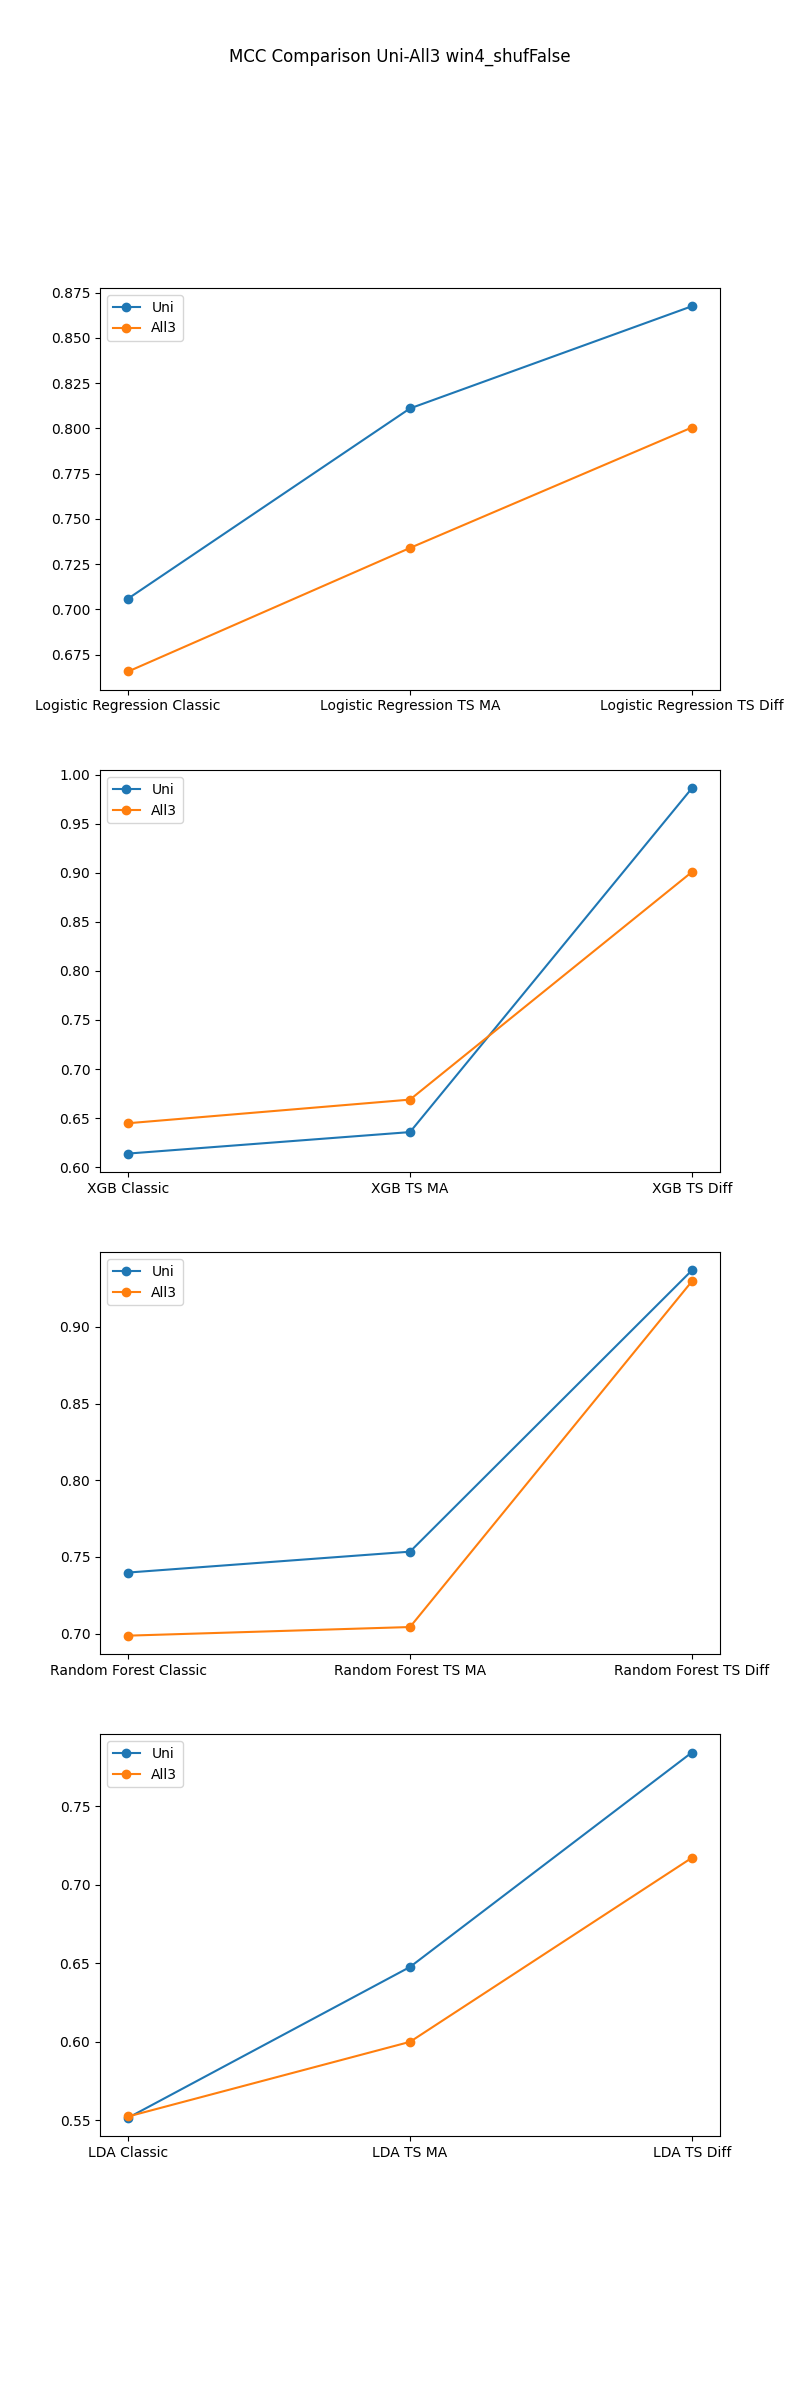 MCC Comparison Uni-All3 win4_shufFalse
0.875
0.850
0.825
0.800
0.775
0.750
0.725
0.700
0.675
Uni
All3
Logistic Regression Classic
Logistic Regression TS MA
Logistic Regression TS Diff
1.00
0.95
0.90
0.85
0.80
0.75
0.70
0.65
0.60
Uni
All3
XGB Classic
XGB TS MA
XGB TS Diff
0.90
0.85
0.80
0.75
0.70
Uni
All3
Random Forest Classic
Random Forest TS MA
Random Forest TS Diff
0.75
0.70
0.65
0.60
0.55
Uni
All3
LDA Classic
LDA TS MA
LDA TS Diff